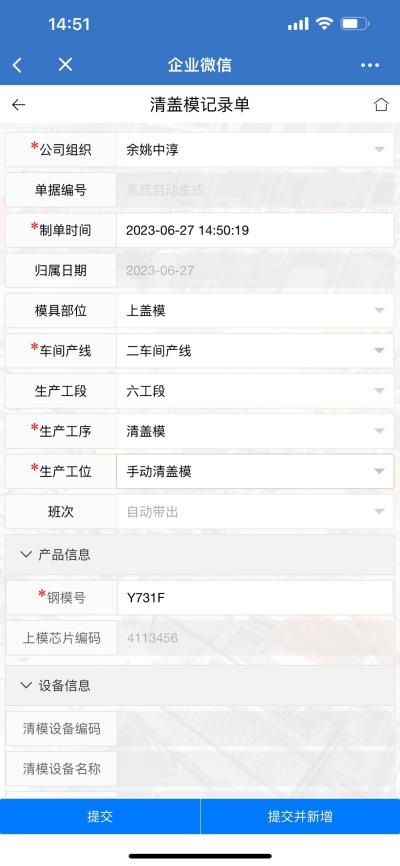 14:51
企业微信
清盖模记录单
*公司组织 余姚中淳
单据编号 系统自动生成
*制单时间 2023-06-27 14:50:19
归属日期 2023-06-27
模具部位 上盖模
*车间产线 二车间产线
生产工段 六工段
*生产工序 清盖模
*生产工位 手动清盖模
班次 自动带出
产品信息
*钢模号 Y731F
上模芯片编码 4113456
设备信息
清模设备编码
清模设备名称
提交 提交并新增